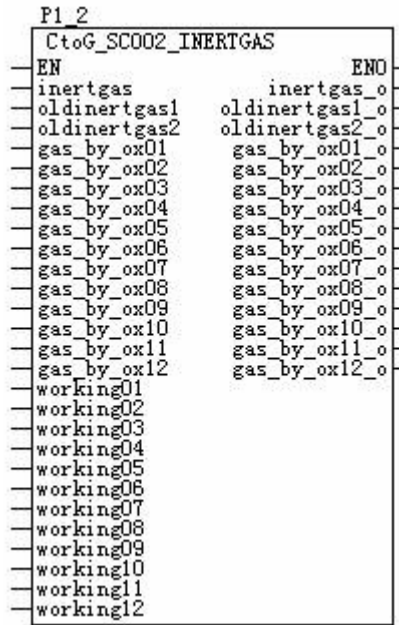 P1_2
CtoG_SC002_INERTGAS
EN ENO
inertgas inertgas_o
oldinertgas1 oldinertgas1_o
oldinertgas2 oldinertgas2_o
gas_by_ox01 gas_by_ox01_o
gas_by_ox02 gas_by_ox02_o
gas_by_ox03 gas_by_ox03_o
gas_by_ox04 gas_by_ox04_o
gas_by_ox05 gas_by_ox05_o
gas_by_ox06 gas_by_ox06_o
gas_by_ox07 gas_by_ox07_o
gas_by_ox08 gas_by_ox08_o
gas_by_ox09 gas_by_ox09_o
gas_by_ox10 gas_by_ox10_o
gas_by_ox11 gas_by_ox11_o
gas_by_ox12 gas_by_ox12_o
working01
working02
working03
working04
working05
working06
working07
working08
working09
working10
working11
working12